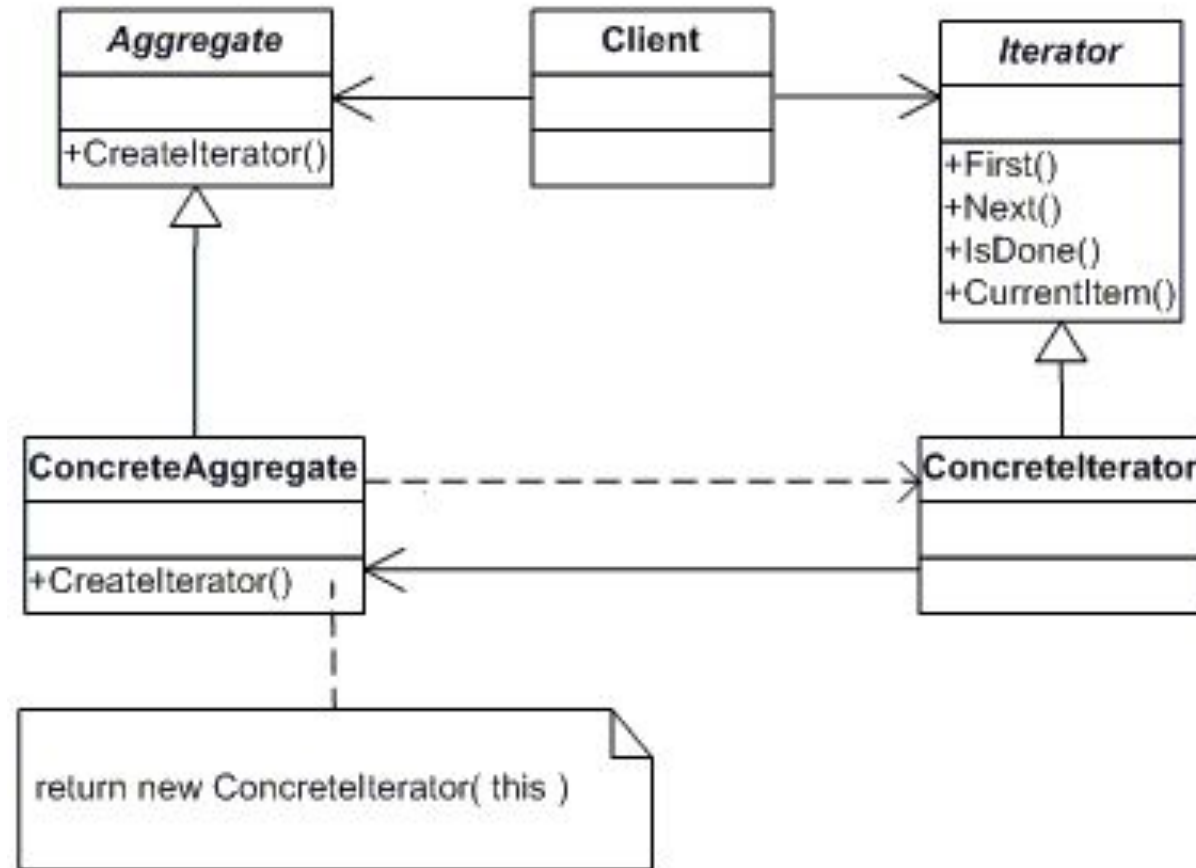 Aggregate
+CreateIterator()
Client
Iterator
+First()
+Next()
+IsDone()
+CurrentItem()
ConcreteAggregate
+CreateIterator()
ConcreteIterator
return new ConcreteIterator( this )